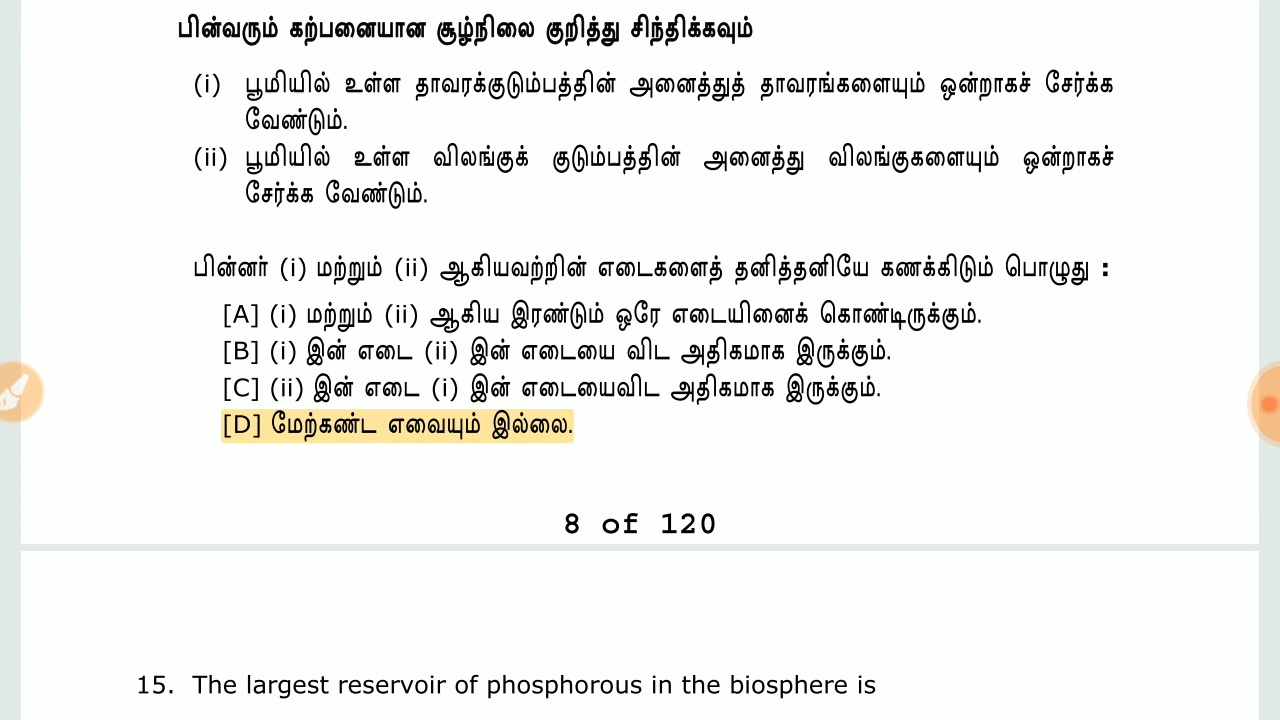 பின்வரும் கற்பனையான சூழ்நிலை குறித்து சிந்திக்கவும்
(i) பூமியில் உள்ள தாவரக்குடும்பத்தின் அனைத்துத் தாவரங்களையும் ஒன்றாகச் சேர்க்க
வேண்டும்.
(ii) பூமியில் உள்ள விலங்குக் குடும்பத்தின் அனைத்து விலங்குகளையும் ஒன்றாகச்
சேர்க்க வேண்டும்.
பின்னர் (i) மற்றும் (ii) ஆகியவற்றின் எடைகளைத் தனித்தனியே கணக்கிடும் பொழுது :
[A] (i) மற்றும் (ii) ஆகிய இரண்டும் ஒரே எடையினைக் கொண்டிருக்கும்.
[B] (i) இன் எடை (ii) இன் எடையை விட அதிகமாக இருக்கும்.
[C] (ii) இன் எடை (i) இன் எடையைவிட அதிகமாக இருக்கும்.
[D] மேற்கண்ட எவையும் இல்லை.
8 of 120
15. The largest reservoir of phosphorous in the biosphere is